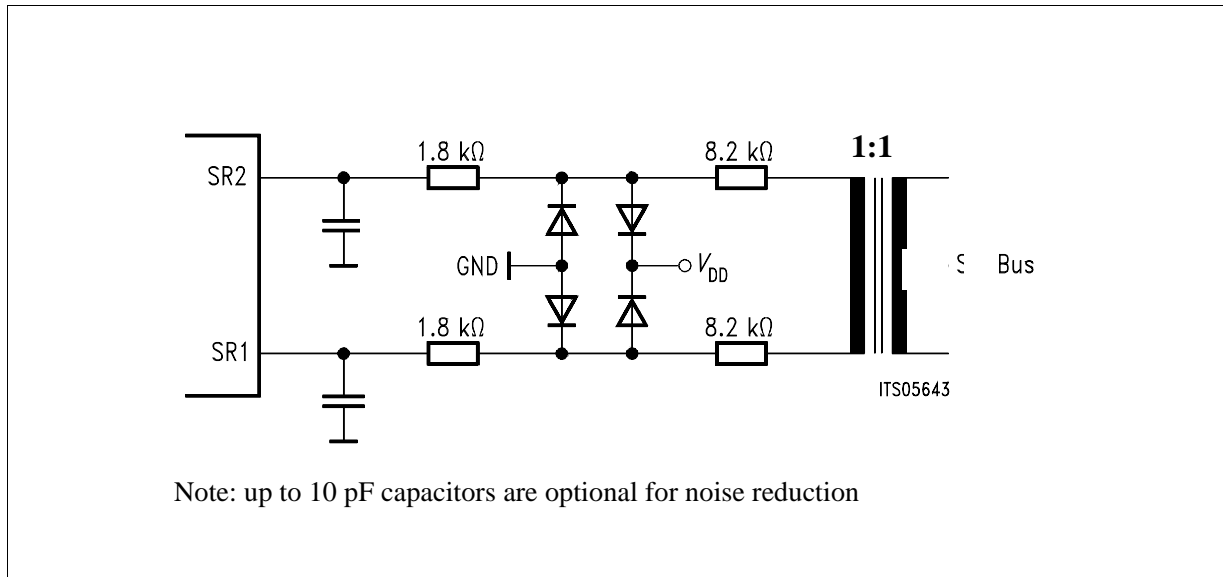 1.8 kΩ 8.2 kΩ 1:1
SR2
GND V_DD
Bus
1.8 kΩ 8.2 kΩ
SR1
ITS05643
Note: up to 10 pF capacitors are optional for noise reduction